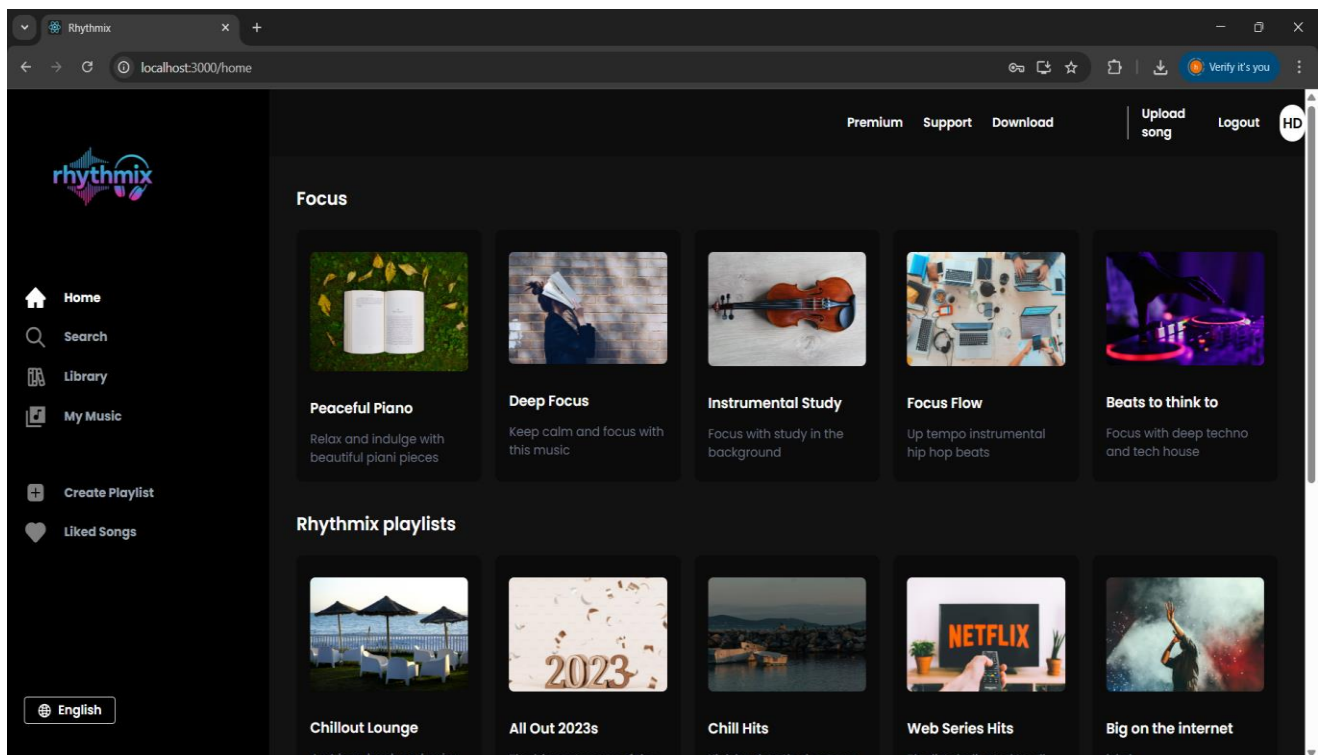 Rhythmix
localhost:3000/home
Verify it's you
Premium
Support
Download
Upload
song
Logout
HD
rhythmix
Home
Search
Library
My Music
Create Playlist
Liked Songs
English
Focus
Peaceful Piano
Relax and indulge with
beautiful piani pieces
Deep Focus
Keep calm and focus with
this music
Instrumental Study
Focus with study in the
background
Focus Flow
Up tempo instrumental
hip hop beats
Beats to think to
Focus with deep techno
and tech house
Rhythmix playlists
2023
NETFLIX
Chillout Lounge
All Out 2023s
Chill Hits
Web Series Hits
Big on the internet